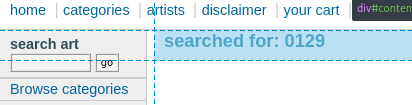 home | categories | artists | disclaimer | your cart | div#conten
search art
searched for: 0129
go
Browse categories